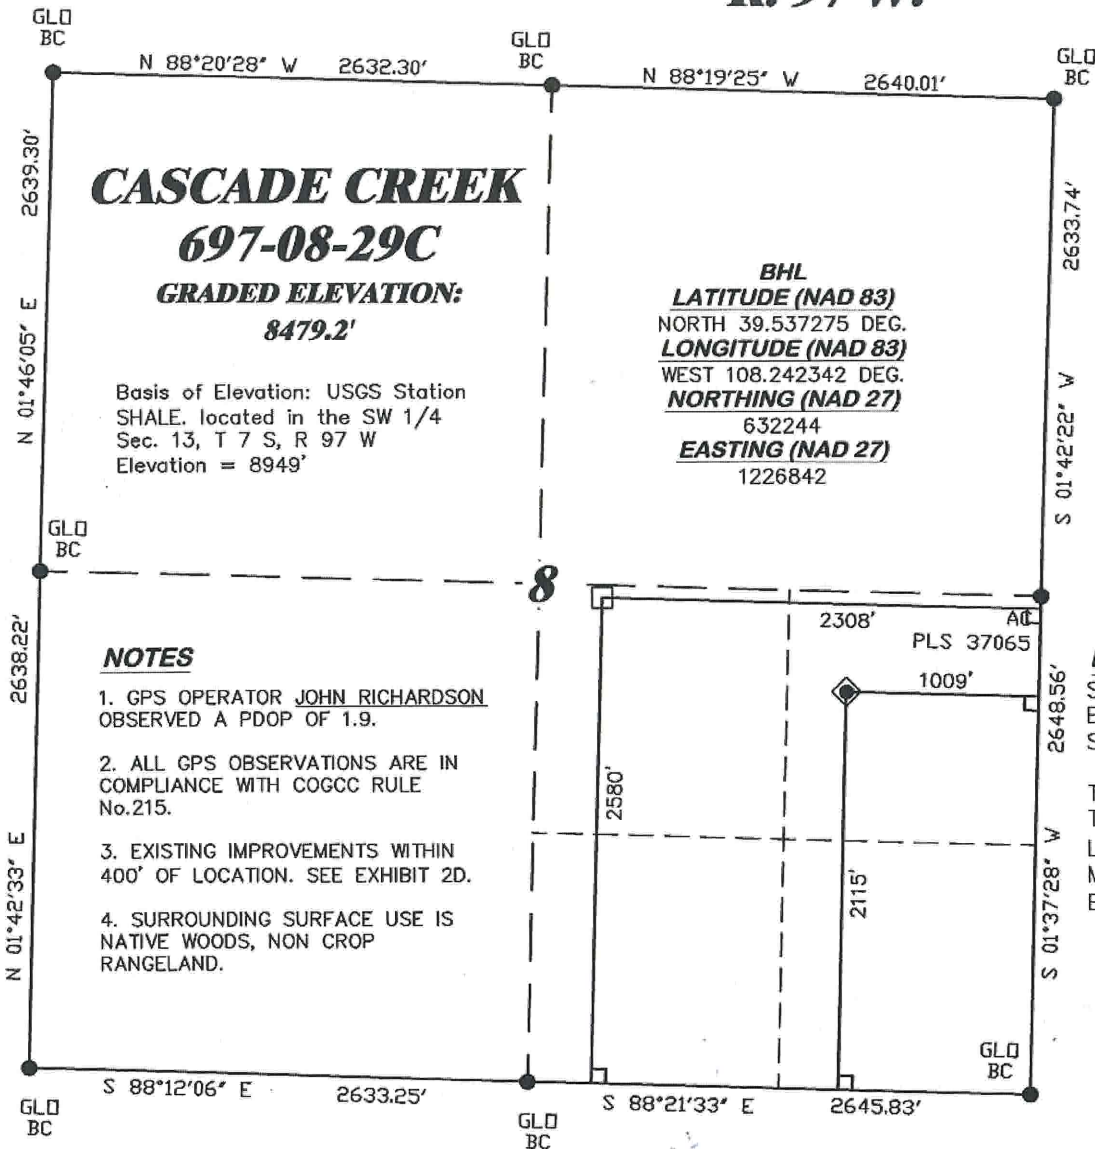 R. 97 W.
GLO
BC
GLO
BC
GLO
BC
N 88°20'28" W 2632.30'
N 88°19'25" W 2640.01'
2639.30'
N 01°46'05" E
CASCADE CREEK
697-08-29C
GRADED ELEVATION:
8479.2'
Basis of Elevation: USGS Station
SHALE. located in the SW 1/4
Sec. 13, T 7 S, R 97 W
Elevation = 8949'
BHL
LATITUDE (NAD 83)
NORTH 39.537275 DEG.
LONGITUDE (NAD 83)
WEST 108.242342 DEG.
NORTHING (NAD 27)
632244
EASTING (NAD 27)
1226842
2633.74'
S 01°42'22" W
GLO
BC
8
2308'
AC
PLS 37065
1009'
2638.22'
N 01°42'33" E
NOTES
1. GPS OPERATOR JOHN RICHARDSON
OBSERVED A PDOP OF 1.9.
2. ALL GPS OBSERVATIONS ARE IN
COMPLIANCE WITH COGCC RULE
No.215.
3. EXISTING IMPROVEMENTS WITHIN
400' OF LOCATION. SEE EXHIBIT 2D.
4. SURROUNDING SURFACE USE IS
NATIVE WOODS, NON CROP
RANGELAND.
2580'
2115'
2648.56'
S 01°37'28" W
GLO
BC
S 88°12'06" E 2633.25'
S 88°21'33" E 2645.83'
GLO
BC
GLO
BC